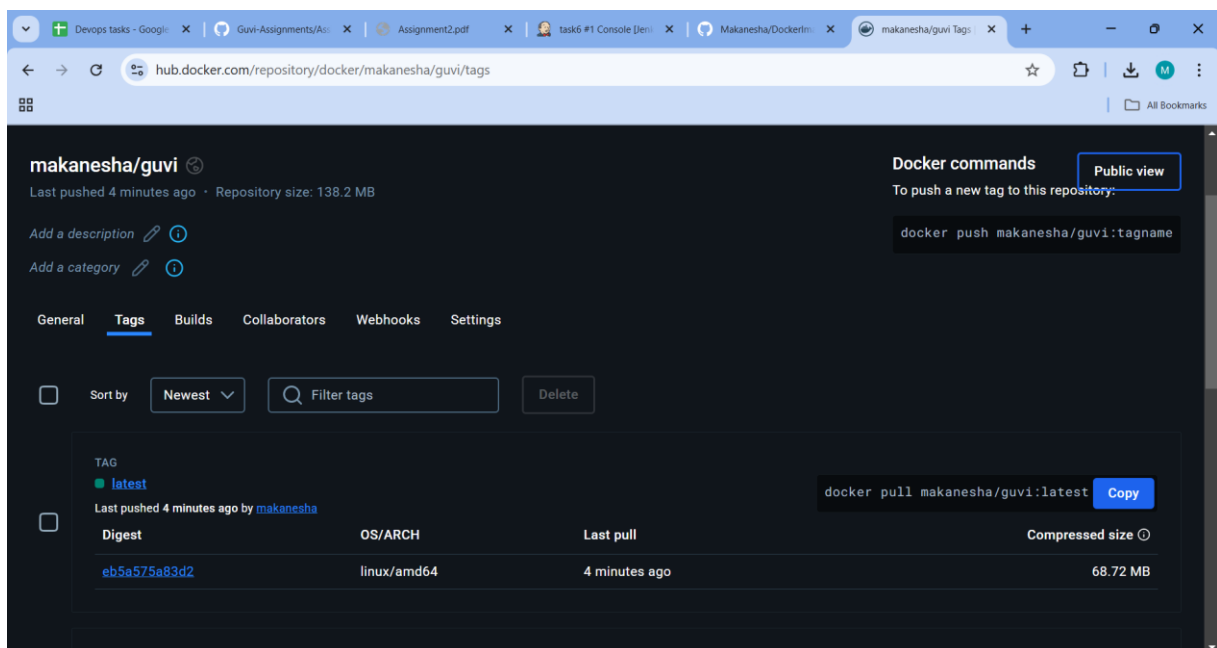 Devops tasks - Google
Guvi-Assignments/Ass
Assignment2.pdf
task6 #1 Console [Jenk
Makanesha/DockerIm
makanesha/guvi Tags |
hub.docker.com/repository/docker/makanesha/guvi/tags
M
All Bookmarks
makanesha/guvi
Last pushed 4 minutes ago · Repository size: 138.2 MB
Add a description
Add a category
Docker commands
Public view
To push a new tag to this repository:
docker push makanesha/guvi:tagname
General Tags Builds Collaborators Webhooks Settings
Sort by Newest Filter tags Delete
TAG
latest
Last pushed 4 minutes ago by makanesha
docker pull makanesha/guvi:latest Copy
Digest OS/ARCH Last pull Compressed size
eb5a575a83d2 linux/amd64 4 minutes ago 68.72 MB